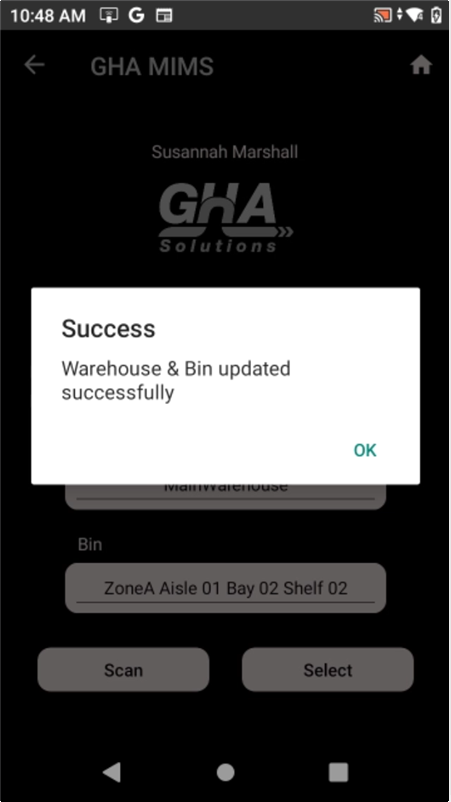 10:48 AM
GHA MIMS
Susannah Marshall
GHA
Solutions
Success
Warehouse & Bin updated
successfully
OK
MainWarehouse
Bin
ZoneA Aisle 01 Bay 02 Shelf 02
Scan
Select